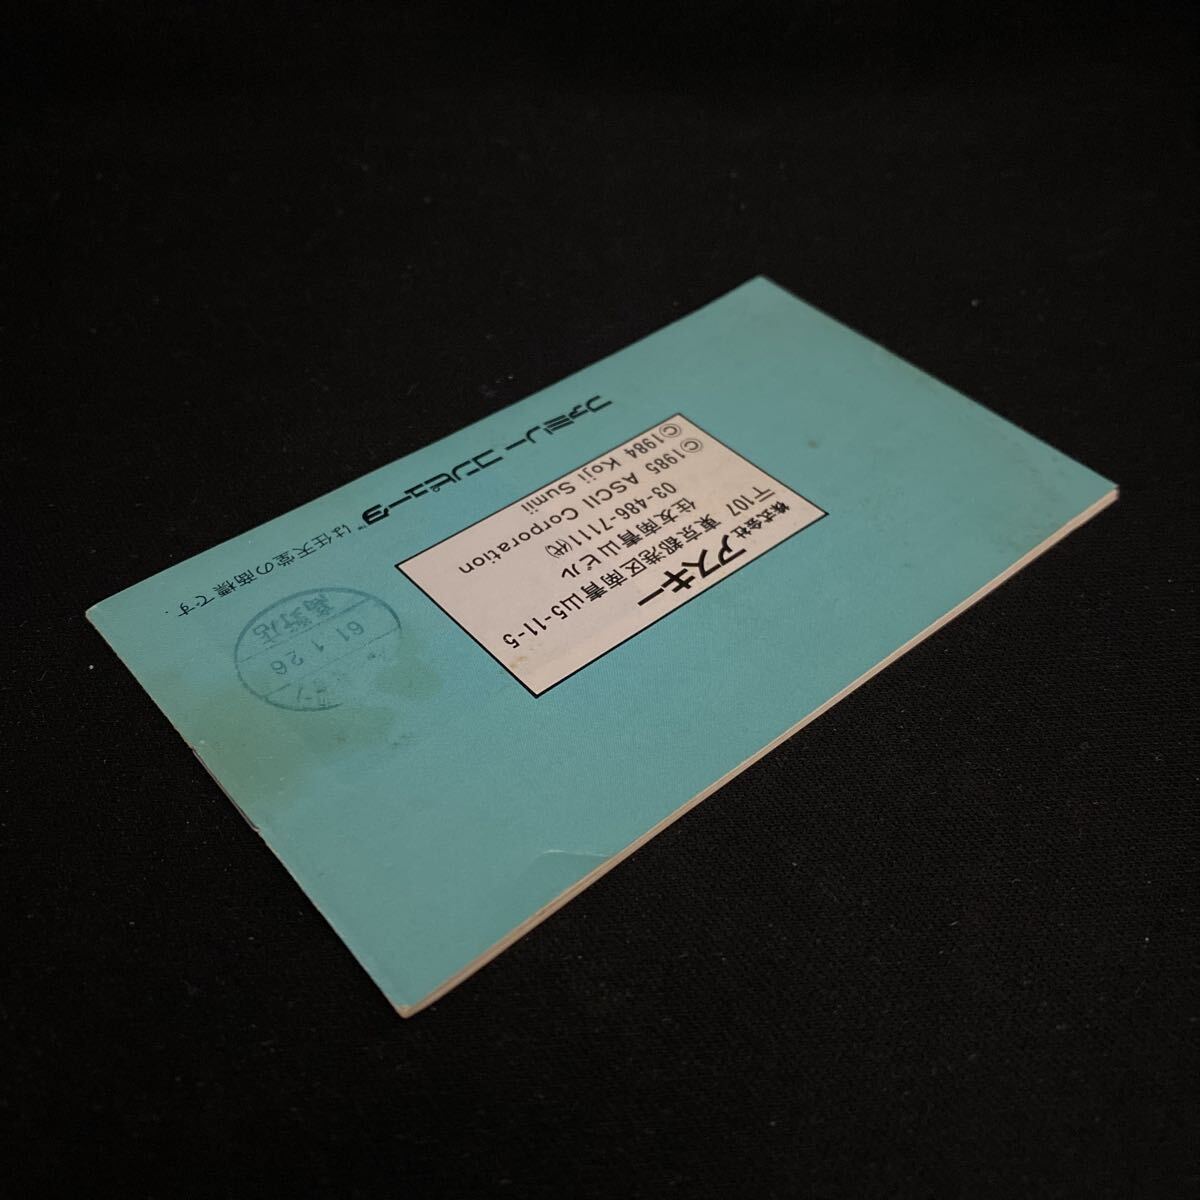 株式会社アスキー
〒107 東京都港区南青山5-11-5
住友南青山ビル
03-486-7111㈹
©1985 ASCII Corporation
©1984 Koji Sumii
ファミリーコンピュータ は任天堂の商標です.
店
61. 1. 26